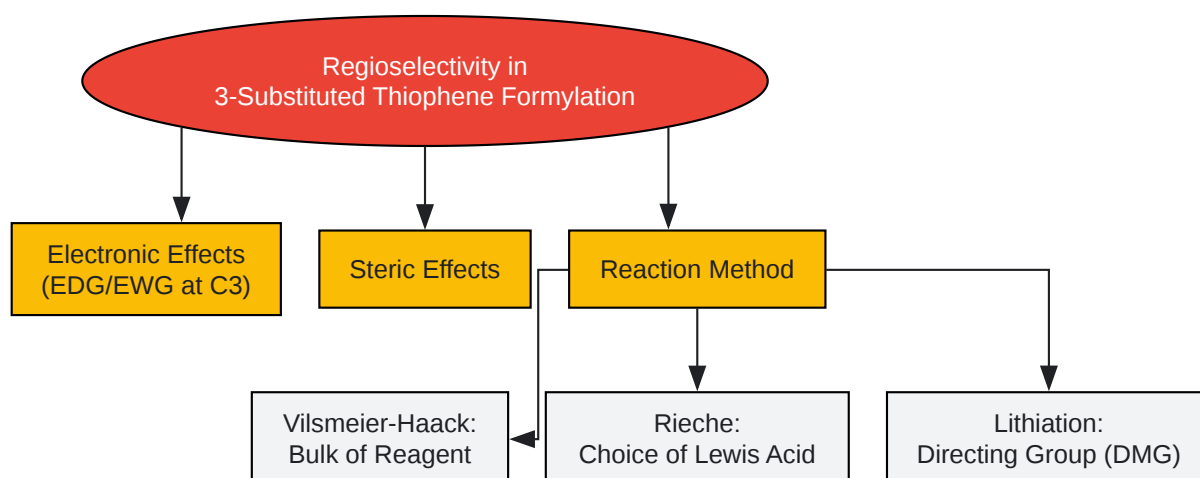 Regioselectivity in
3-Substituted Thiophene Formylation
Electronic Effects
(EDG/EWG at C3)
Steric Effects
Reaction Method
Vilsmeier-Haack:
Bulk of Reagent
Rieche:
Choice of Lewis Acid
Lithiation:
Directing Group (DMG)